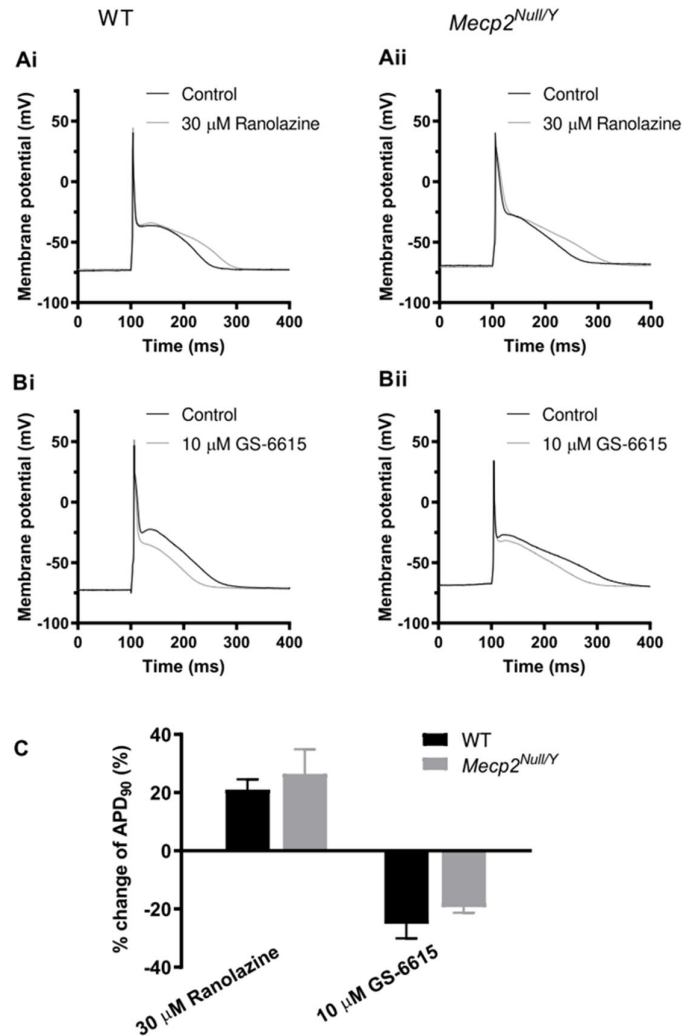 WT
Mecp2^Null/Y
Ai
Control
30 μM Ranolazine
Membrane potential (mV)
50
0
-50
-100
0 100 200 300 400
Time (ms)
Aii
Control
30 μM Ranolazine
Membrane potential (mV)
50
0
-50
-100
0 100 200 300 400
Time (ms)
Bi
Control
10 μM GS-6615
Membrane potential (mV)
50
0
-50
-100
0 100 200 300 400
Time (ms)
Bii
Control
10 μM GS-6615
Membrane potential (mV)
50
0
-50
-100
0 100 200 300 400
Time (ms)
C
WT
Mecp2^Null/Y
% change of APD90 (%)
40
20
0
-20
-40
30 μM Ranolazine
10 μM GS-6615